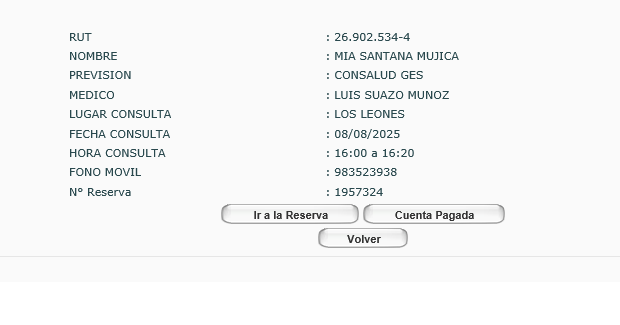 RUT : 26.902.534-4
NOMBRE : MIA SANTANA MUJICA
PREVISION : CONSALUD GES
MEDICO : LUIS SUAZO MUNOZ
LUGAR CONSULTA : LOS LEONES
FECHA CONSULTA : 08/08/2025
HORA CONSULTA : 16:00 a 16:20
FONO MOVIL : 983523938
Nº Reserva : 1957324
Ir a la Reserva Cuenta Pagada
Volver